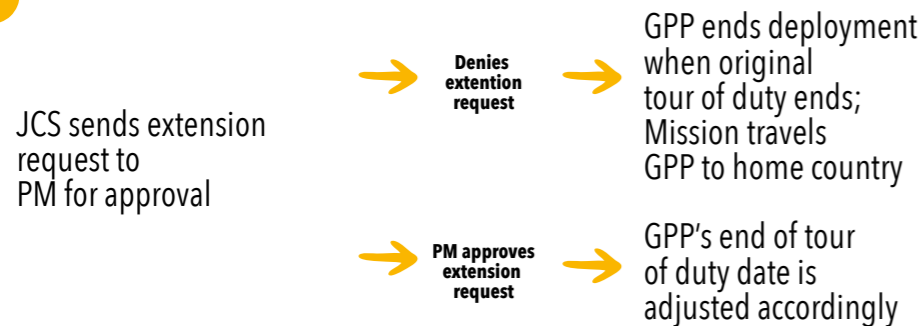 JCS sends extension
request to
PM for approval
Denies
extention
request
GPP ends deployment
when original
tour of duty ends;
Mission travels
GPP to home country
PM approves
extension
request
GPP’s end of tour
of duty date is
adjusted accordingly